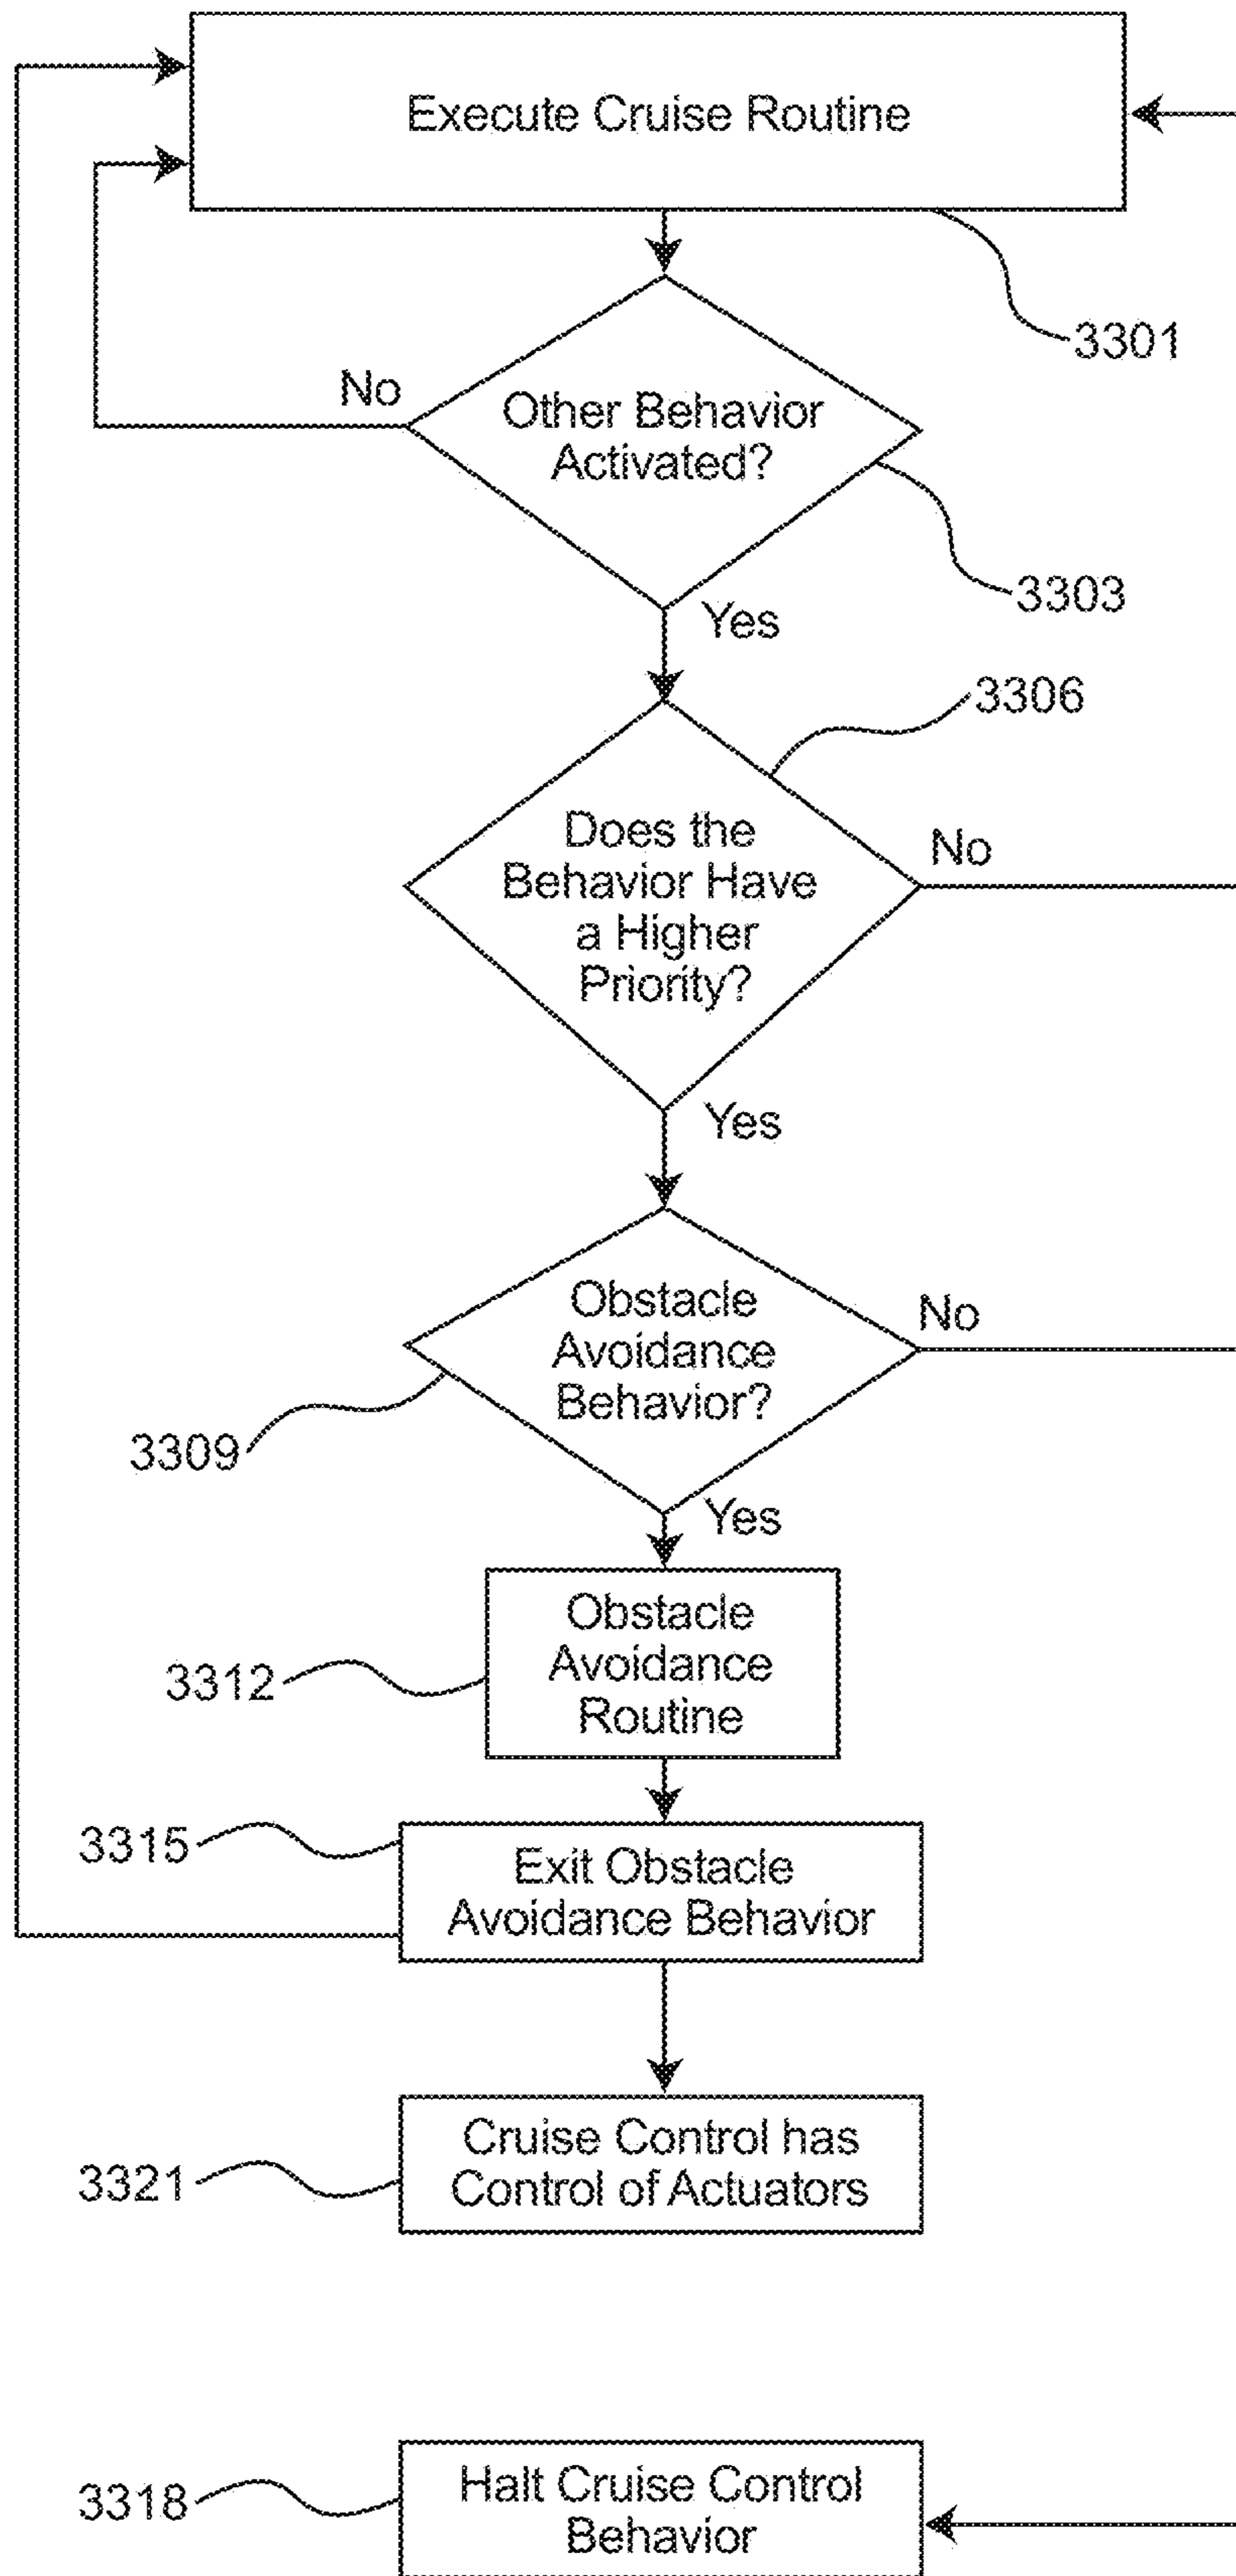 Execute Cruise Routine
3301
No
Other Behavior
Activated?
3303
Yes
3306
Does the
Behavior Have
a Higher
Priority?
No
Yes
Obstacle
Avoidance
Behavior?
No
3309
Yes
Obstacle
Avoidance
Routine
3312
3315
Exit Obstacle
Avoidance Behavior
Cruise Control has
Control of Actuators
3321
Halt Cruise Control
Behavior
3318